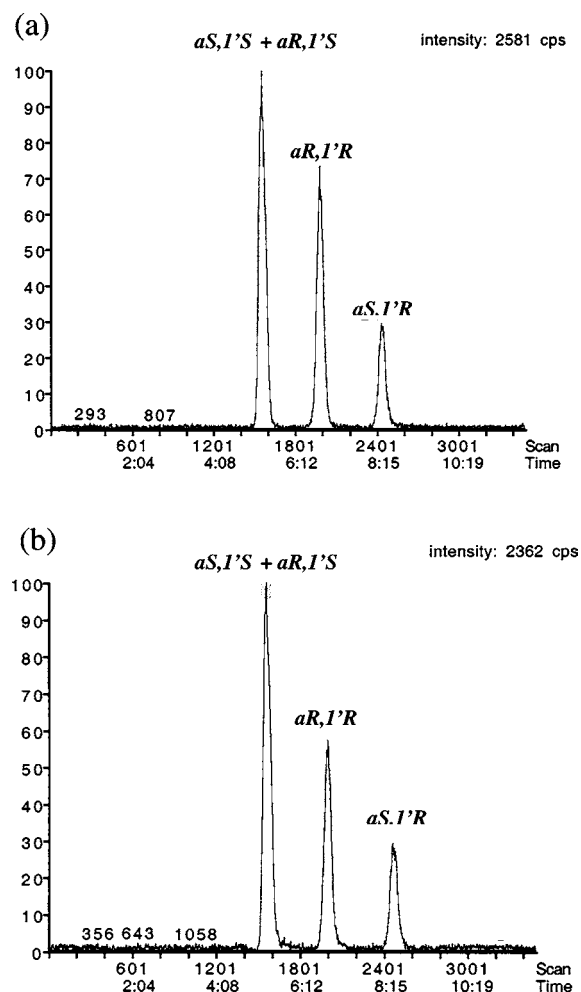 (a)
aS,1'S + aR,1'S
intensity: 2581 cps
100
90
80
70
60
50
40
30
20
10
0
aR,1'R
aS.1'R
293 807
601 1201 1801 2401 3001 Scan
2:04 4:08 6:12 8:15 10:19 Time
(b)
aS,1'S + aR,1'S
intensity: 2362 cps
100
90
80
70
60
50
40
30
20
10
0
aR,1'R
aS.1'R
356 643 1058
601 1201 1801 2401 3001 Scan
2:04 4:08 6:12 8:15 10:19 Time